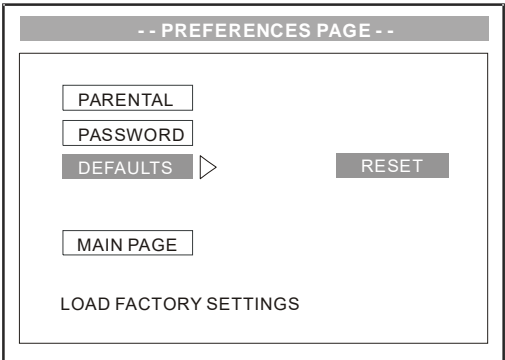 - - PREFERENCES PAGE - -
PARENTAL
PASSWORD
DEFAULTS RESET
MAIN PAGE
LOAD FACTORY SETTINGS